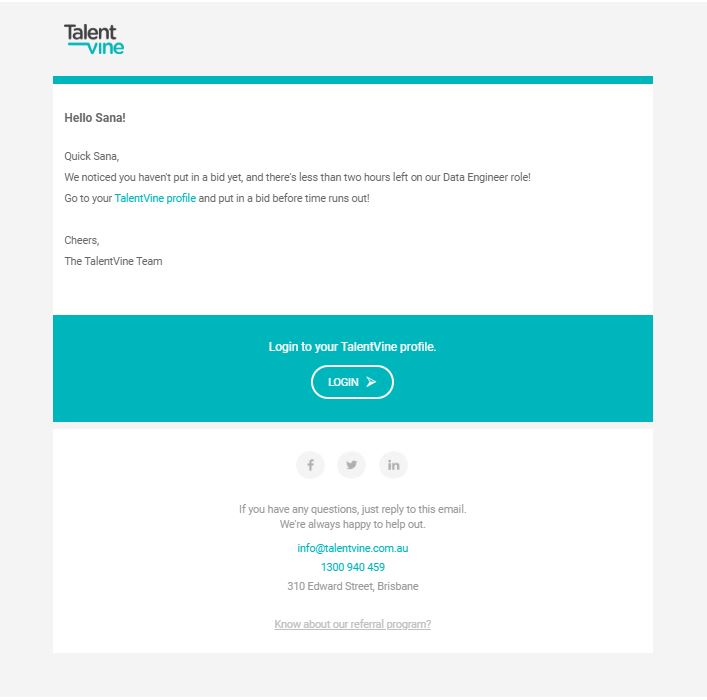 Talent
vine
Hello Sana!
Quick Sana,
We noticed you haven't put in a bid yet, and there's less than two hours left on our Data Engineer role!
Go to your TalentVine profile and put in a bid before time runs out!
Cheers,
The TalentVine Team
Login to your TalentVine profile.
LOGIN
If you have any questions, just reply to this email.
We're always happy to help out.
info@talentvine.com.au
1300 940 459
310 Edward Street, Brisbane
Know about our referral program?